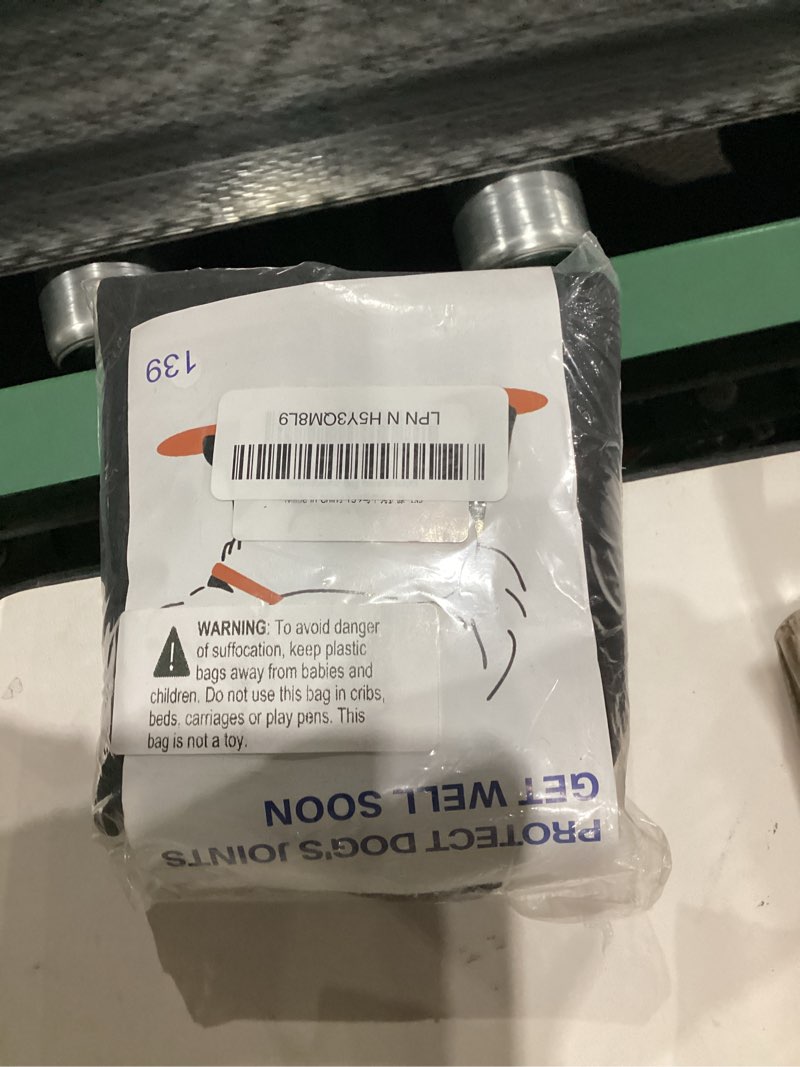 139
LPN N H5Y3QM8L9
WARNING: To avoid danger
of suffocation, keep plastic
bags away from babies and
children. Do not use this bag in cribs,
beds, carriages or play pens. This
bag is not a toy.
PROTECT DOG'S JOINTS
GET WELL SOON